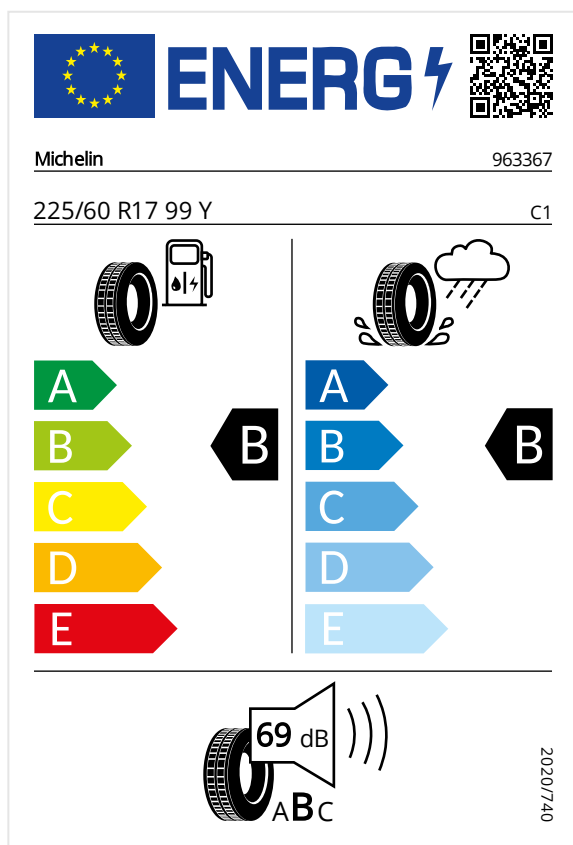 ENERG
Michelin 963367
225/60 R17 99 Y C1
A A
B B B B
C C
D D
E E
69 dB
ABC
2020/740